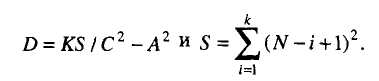 D = KS / C² – A² и S = ∑_{i=1}^{k} (N – i + 1)².